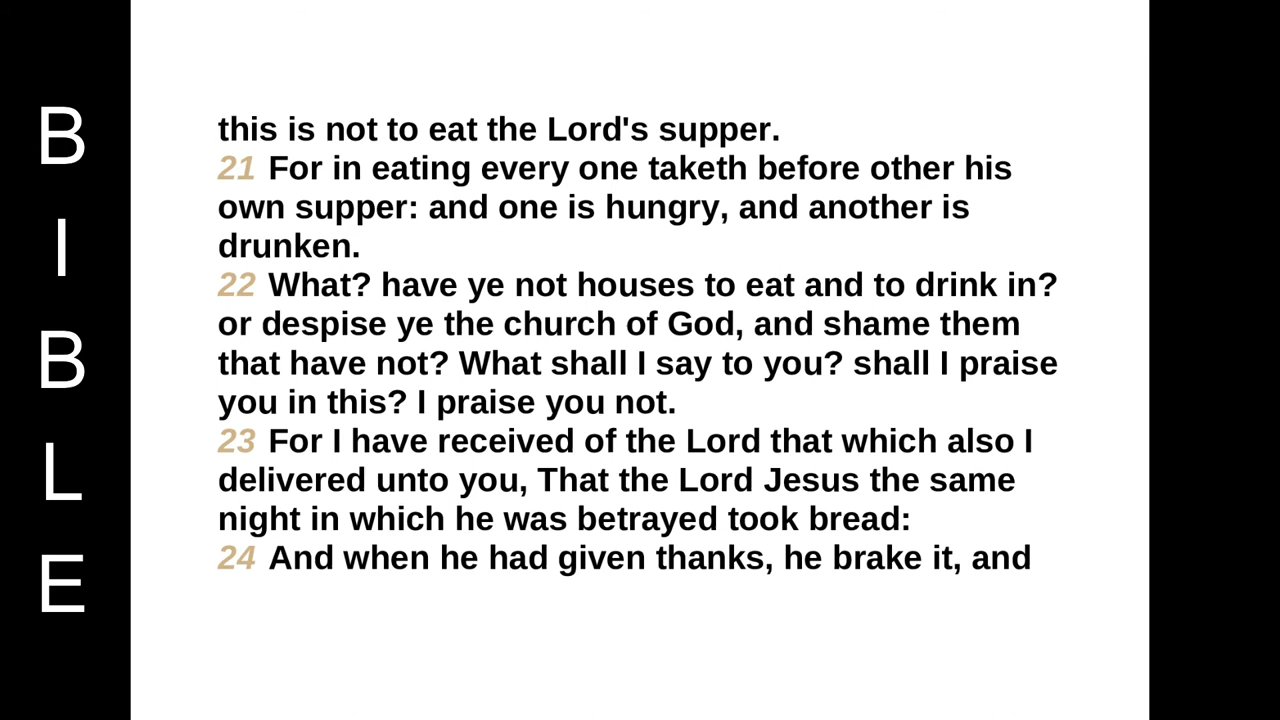 B
I
B
L
E
this is not to eat the Lord's supper.
21 For in eating every one taketh before other his
own supper: and one is hungry, and another is
drunken.
22 What? have ye not houses to eat and to drink in?
or despise ye the church of God, and shame them
that have not? What shall I say to you? shall I praise
you in this? I praise you not.
23 For I have received of the Lord that which also I
delivered unto you, That the Lord Jesus the same
night in which he was betrayed took bread:
24 And when he had given thanks, he brake it, and